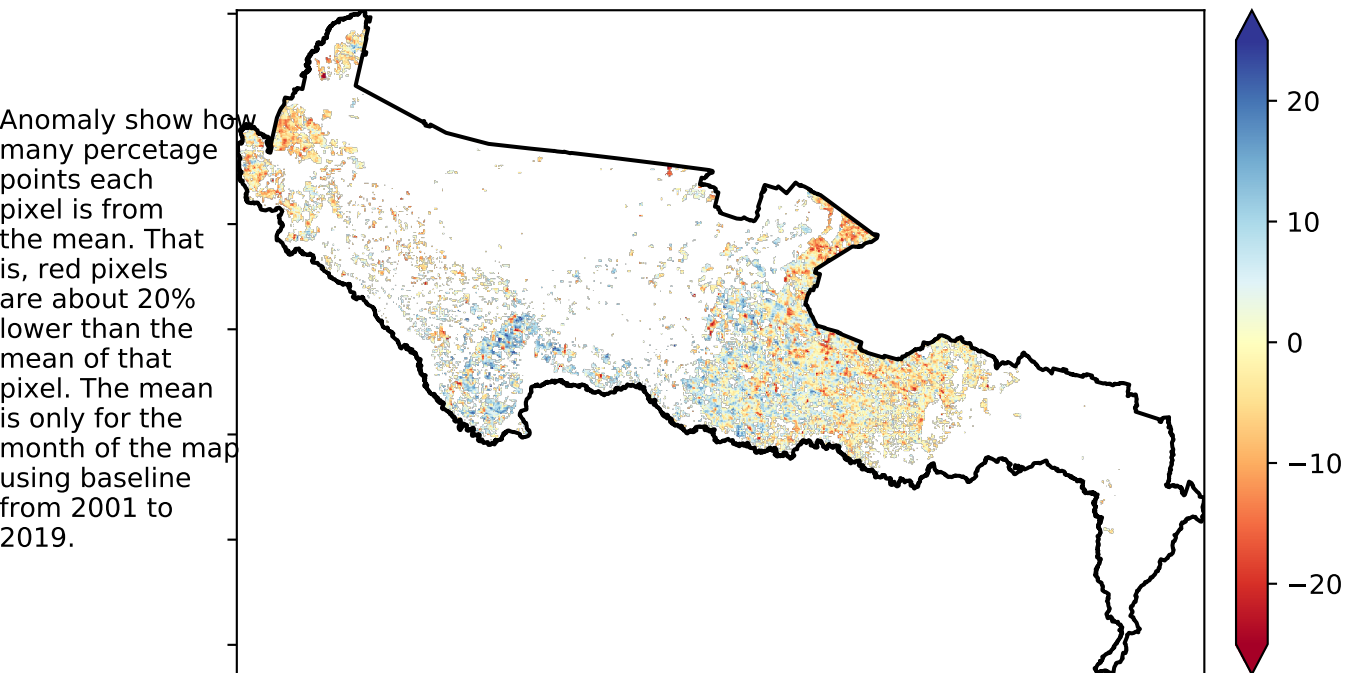 Anomaly show how
many percetage
points each
pixel is from
the mean. That
is, red pixels
are about 20%
lower than the
mean of that
pixel. The mean
is only for the
month of the map
using baseline
from 2001 to
2019.
20
10
0
−10
−20